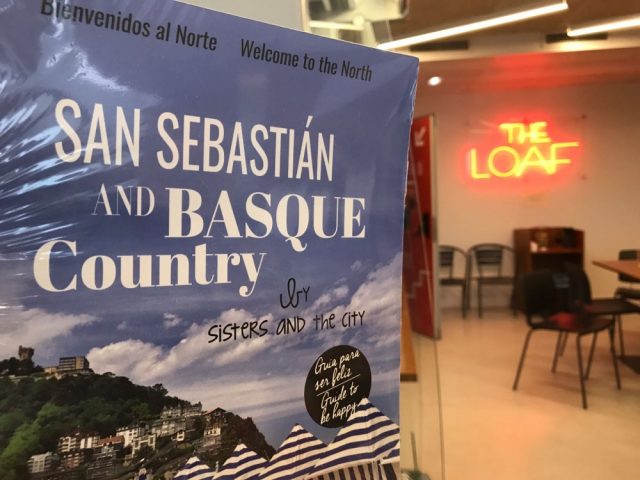 Bienvenidos al Norte
Welcome to the North
SAN SEBASTIÁN
AND BASQUE
Country
by
sisters and the city
Guía para
ser feliz
Guide to
be happy
THE
LOAF